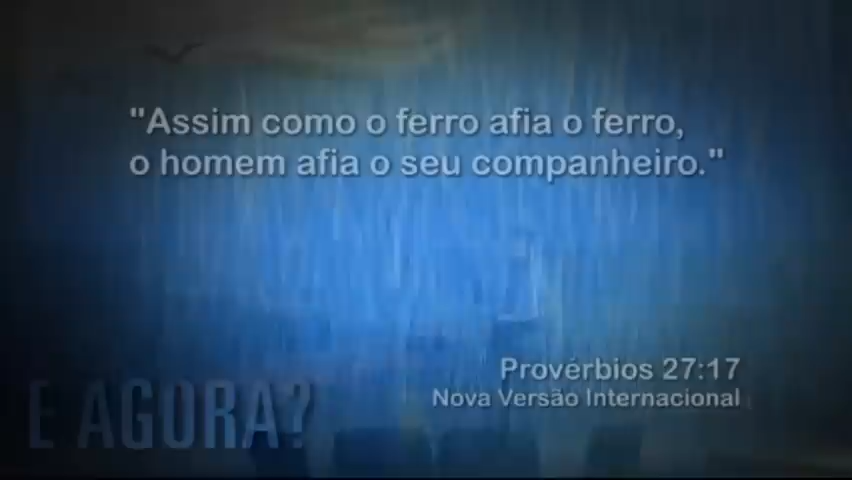 "Assim como o ferro afia o ferro,
o homem afia o seu companheiro."
Provérbios 27:17
Nova Versão Internacional
E AGORA?